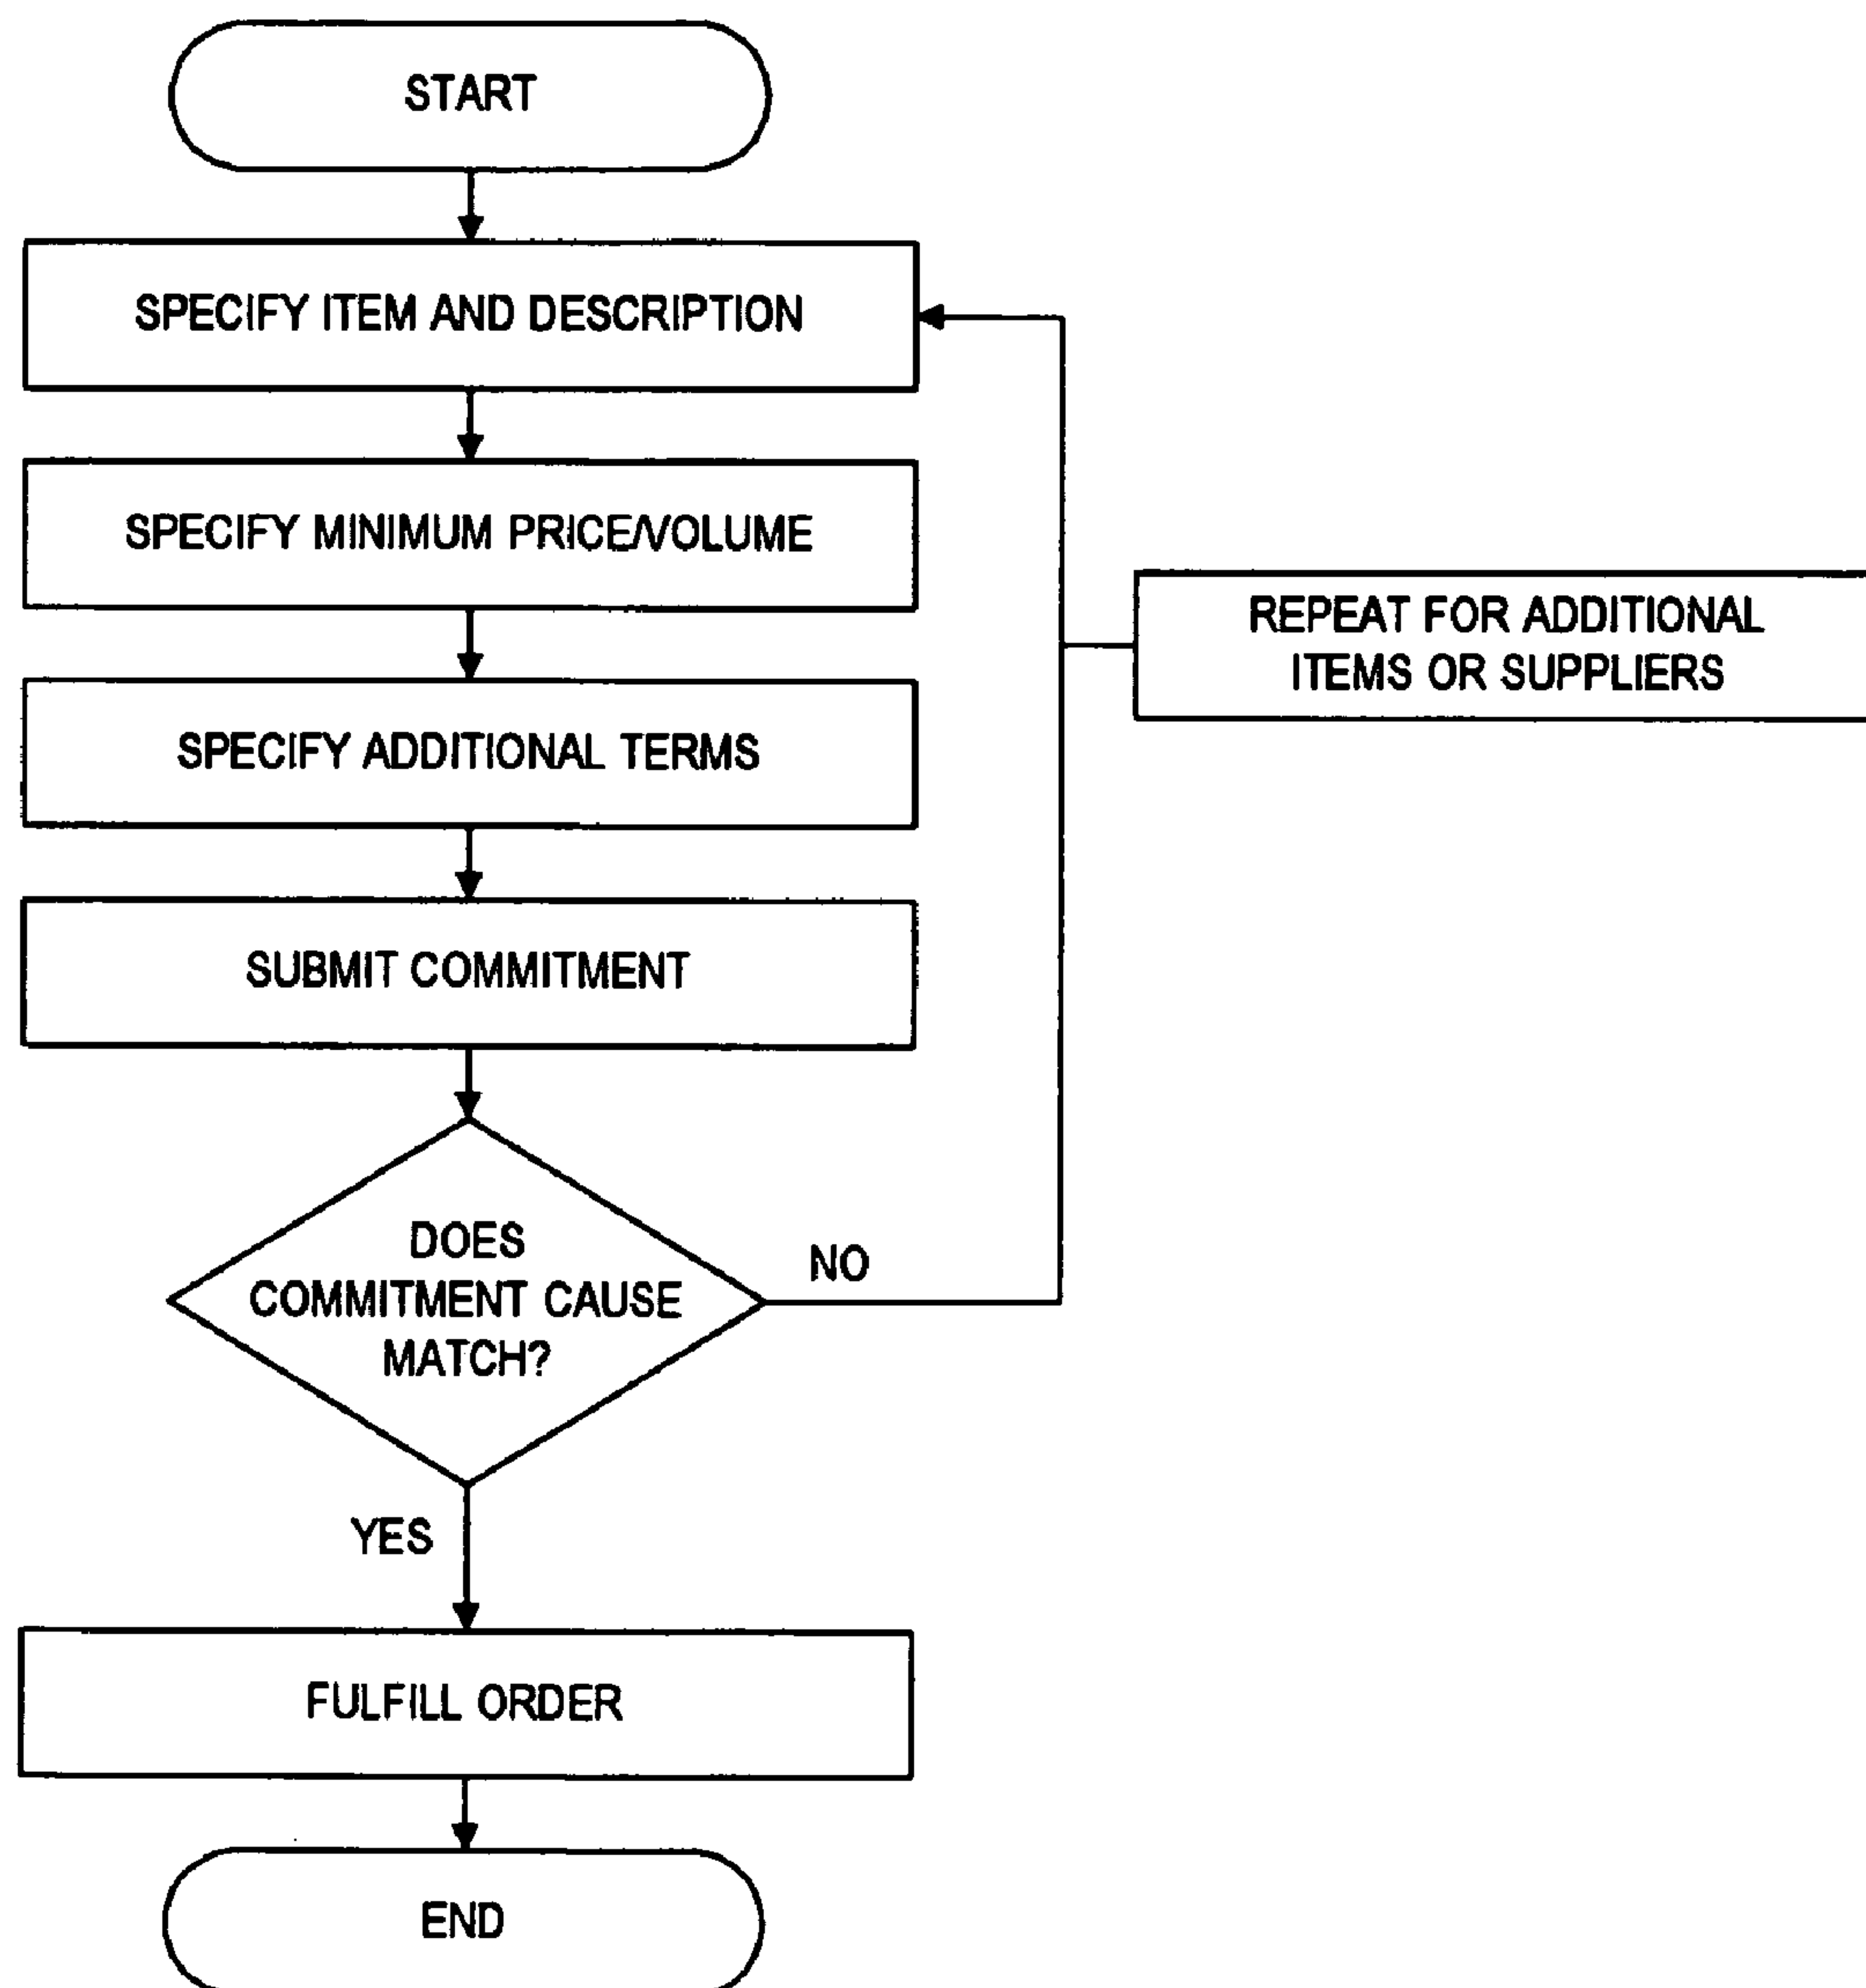 START
SPECIFY ITEM AND DESCRIPTION
SPECIFY MINIMUM PRICE/VOLUME
REPEAT FOR ADDITIONAL
ITEMS OR SUPPLIERS
SPECIFY ADDITIONAL TERMS
SUBMIT COMMITMENT
DOES
COMMITMENT CAUSE
MATCH?
NO
YES
FULFILL ORDER
END